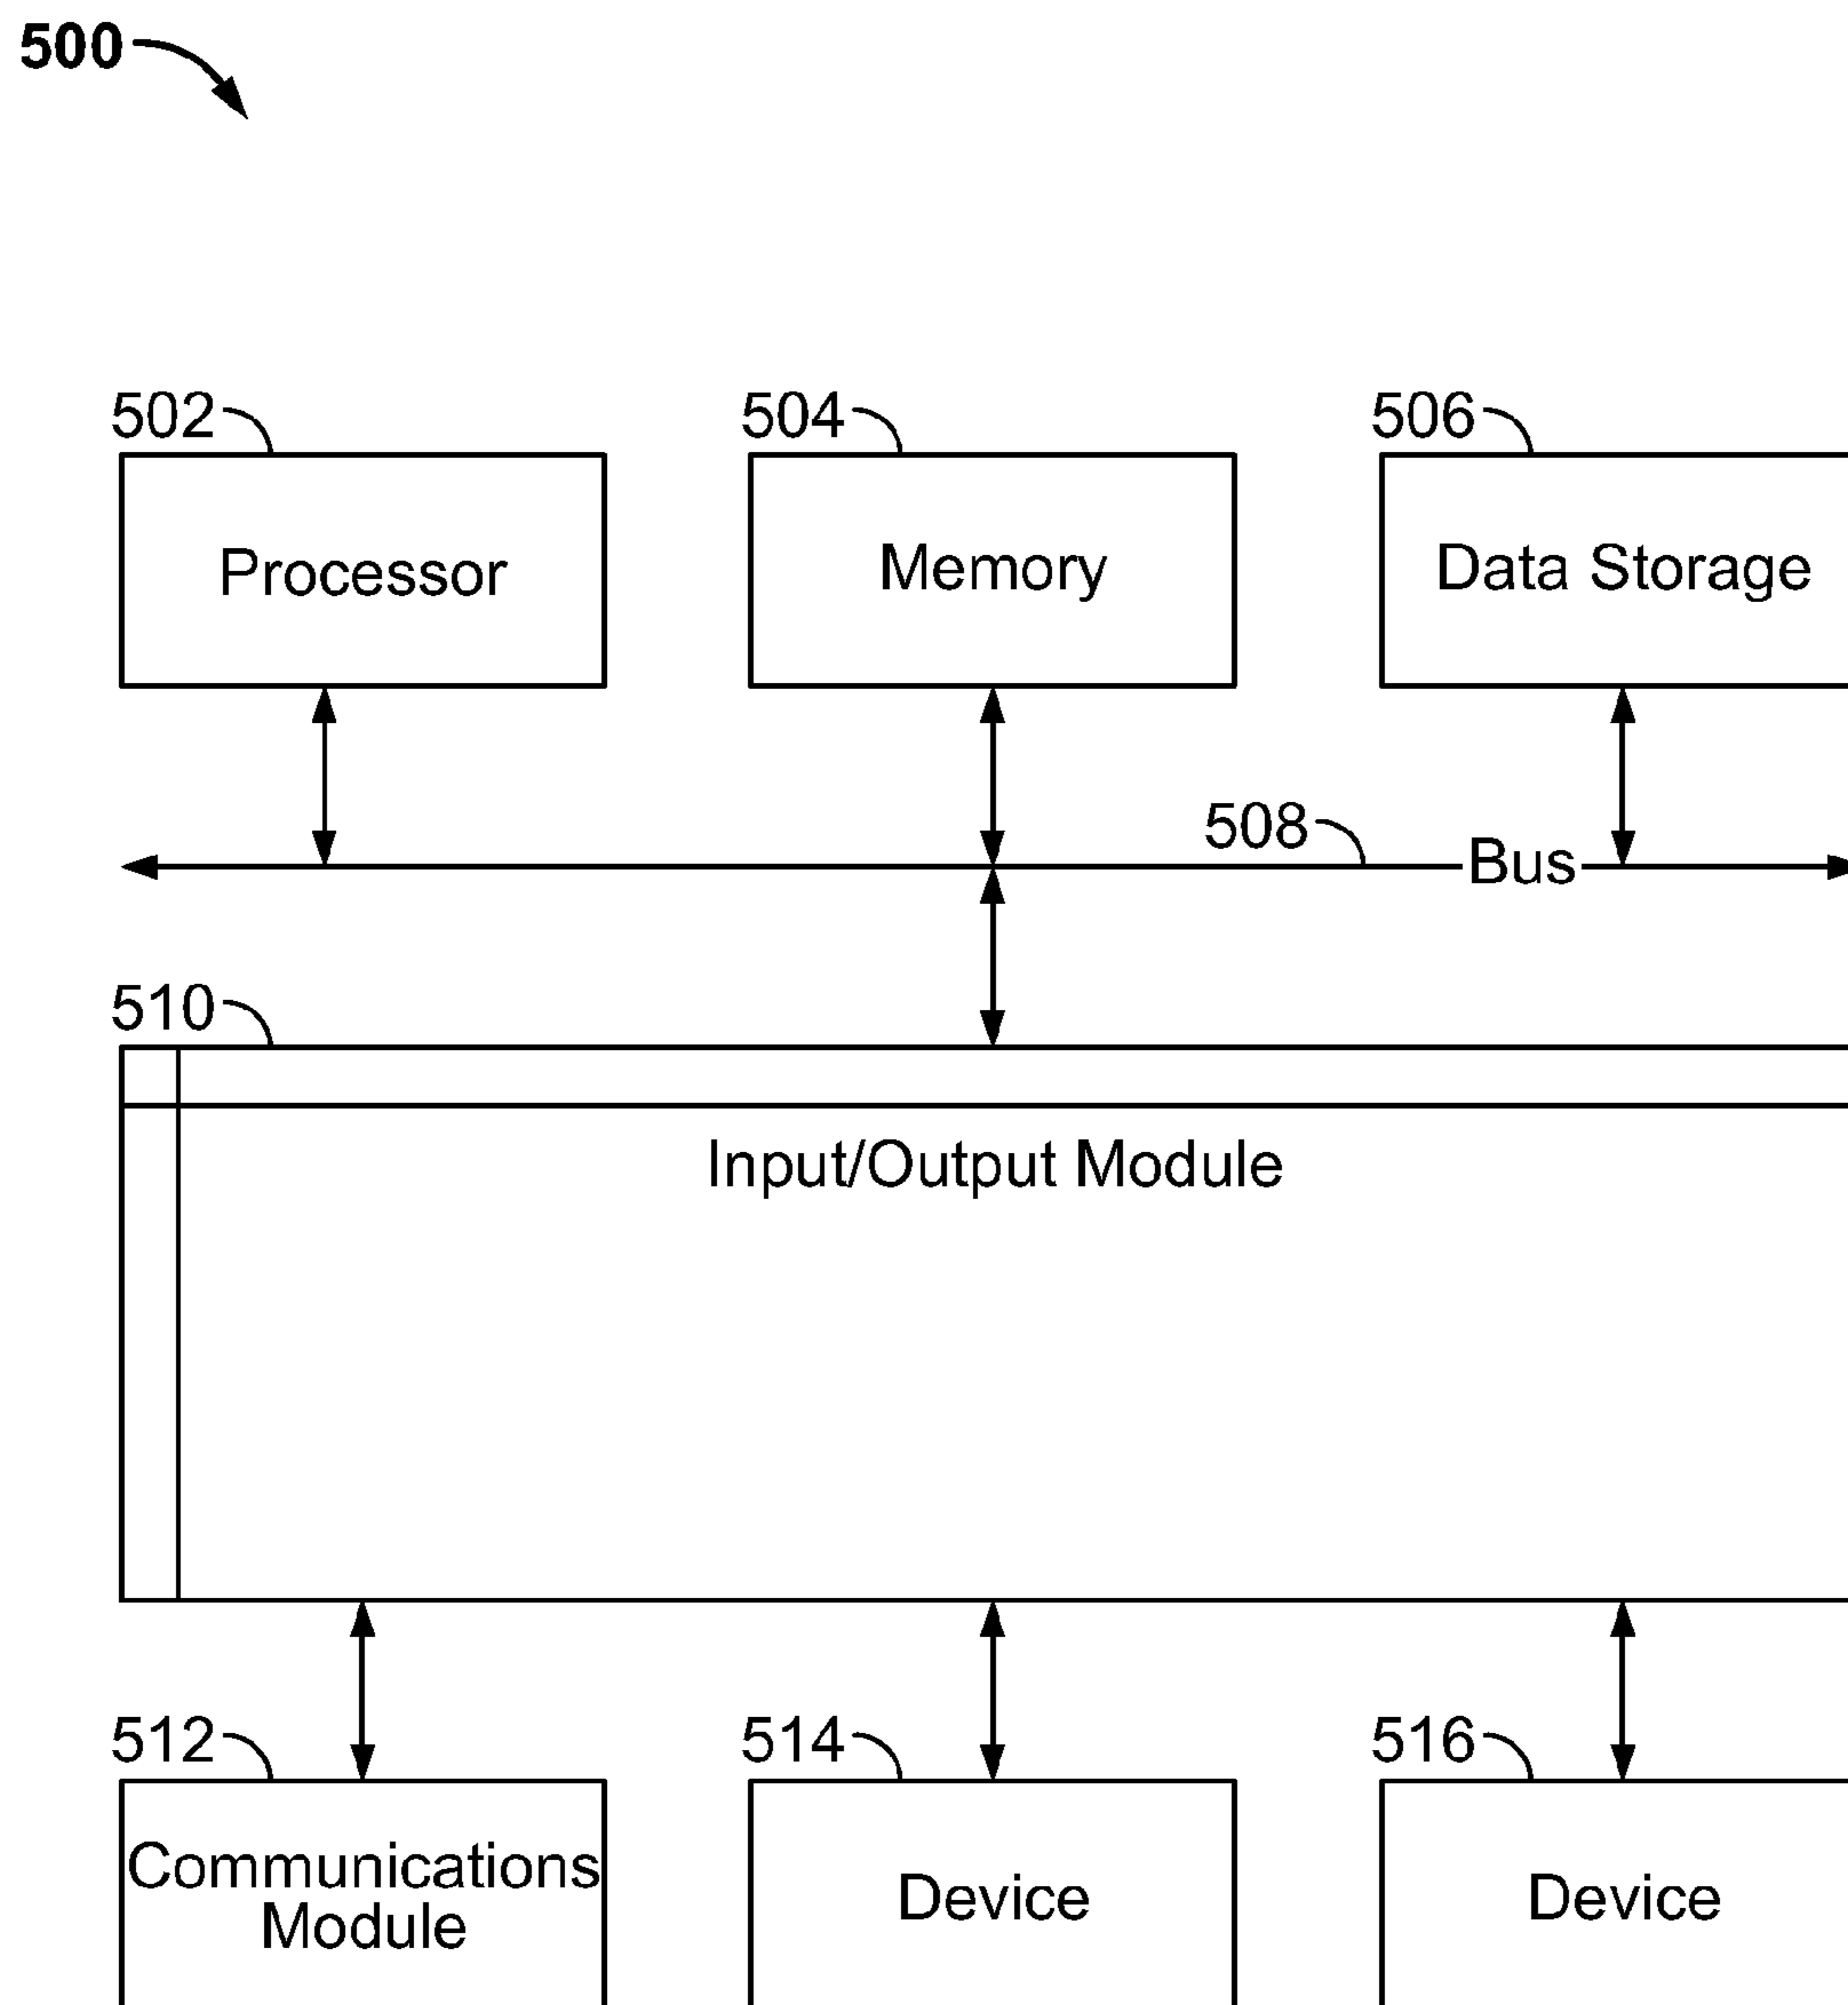 500
502
504
506
Processor
Memory
Data Storage
508
Bus
510
Input/Output Module
512
514
516
Communications
Module
Device
Device